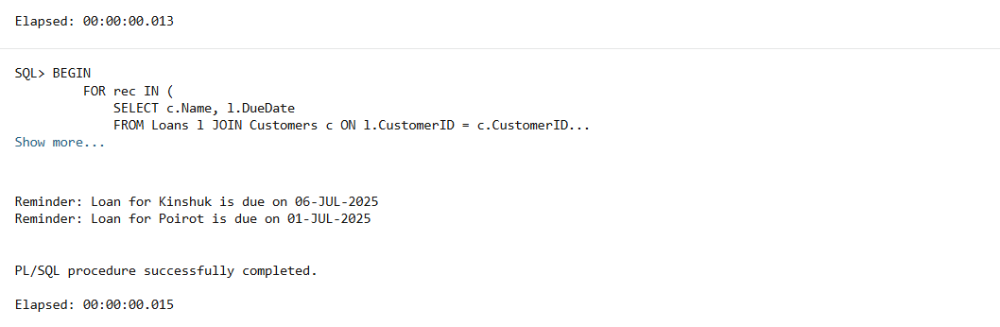 Elapsed: 00:00:00.013
SQL> BEGIN
FOR rec IN (
SELECT c.Name, l.DueDate
FROM Loans l JOIN Customers c ON l.CustomerID = c.CustomerID...
Show more...
Reminder: Loan for Kinshuk is due on 06-JUL-2025
Reminder: Loan for Poirot is due on 01-JUL-2025
PL/SQL procedure successfully completed.
Elapsed: 00:00:00.015